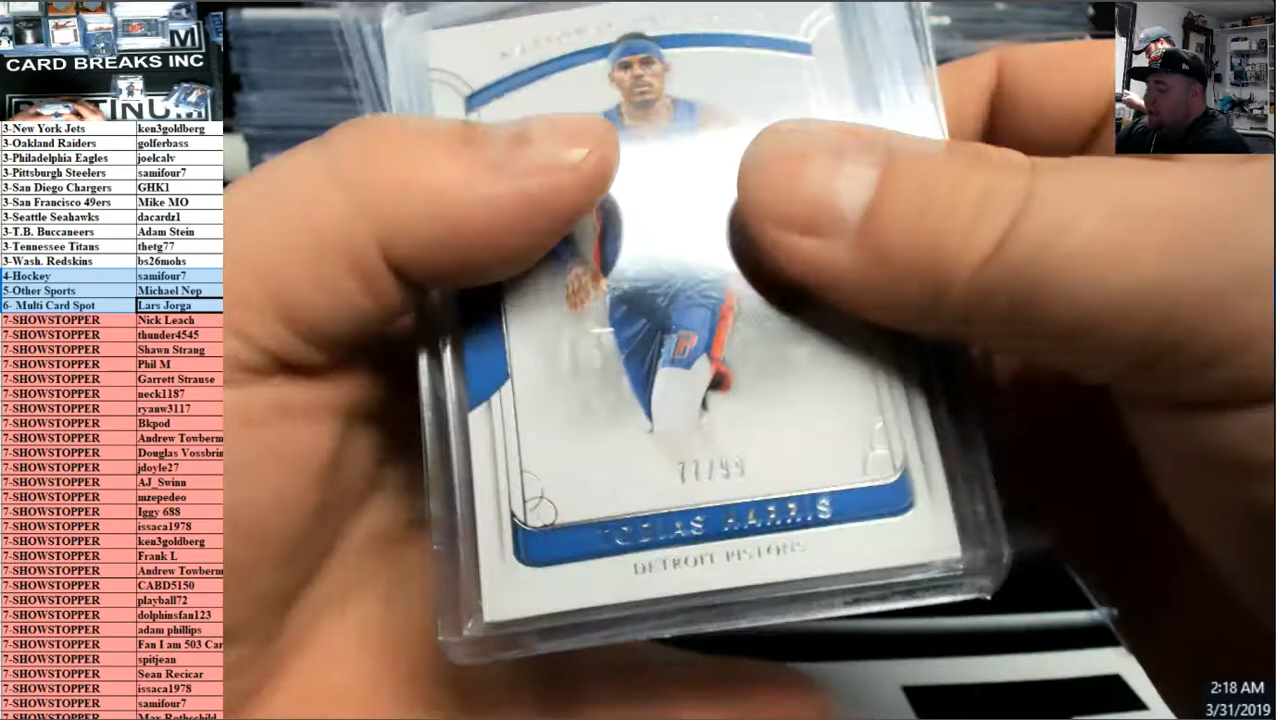 M
CARD BREAKS INC
3-New York Jets ken3goldberg
3-Oakland Raiders golferbass
3-Philadelphia Eagles joelcalv
3-Pittsburgh Steelers samifour7
3-San Diego Chargers GHK1
3-San Francisco 49ers Mike MO
3-Seattle Seahawks dacardz1
3-T.B. Buccaneers Adam Stein
3-Tennessee Titans thetg77
3-Wash. Redskins bs26mohs
4-Hockey samifour7
5-Other Sports Michael Nep
6- Multi Card Spot Lars Jorga
7-SHOWSTOPPER Nick Leach
7-SHOWSTOPPER thunder4545
7-SHOWSTOPPER Shawn Strang
7-SHOWSTOPPER Phil M
7-SHOWSTOPPER Garrett Strause
7-SHOWSTOPPER neck1187
7-SHOWSTOPPER ryanw3117
7-SHOWSTOPPER Bkpod
7-SHOWSTOPPER Andrew Towberm
7-SHOWSTOPPER Douglas Vossbrin
7-SHOWSTOPPER jdoyle27
7-SHOWSTOPPER AJ_Swinn
7-SHOWSTOPPER mzepedeo
7-SHOWSTOPPER Iggy 688
7-SHOWSTOPPER issaca1978
7-SHOWSTOPPER ken3goldberg
7-SHOWSTOPPER Frank L
7-SHOWSTOPPER Andrew Towberm
7-SHOWSTOPPER CABD5150
7-SHOWSTOPPER playball72
7-SHOWSTOPPER dolphinsfan123
7-SHOWSTOPPER adam phillips
7-SHOWSTOPPER Fan I am 503 Car
7-SHOWSTOPPER spitjean
7-SHOWSTOPPER Sean Recicar
7-SHOWSTOPPER issaca1978
7-SHOWSTOPPER samifour7
7-SHOWSTOPPER Max Rothschild
77/99
TOBIAS HARRIS
DETROIT PISTONS
2:18 AM
3/31/2019